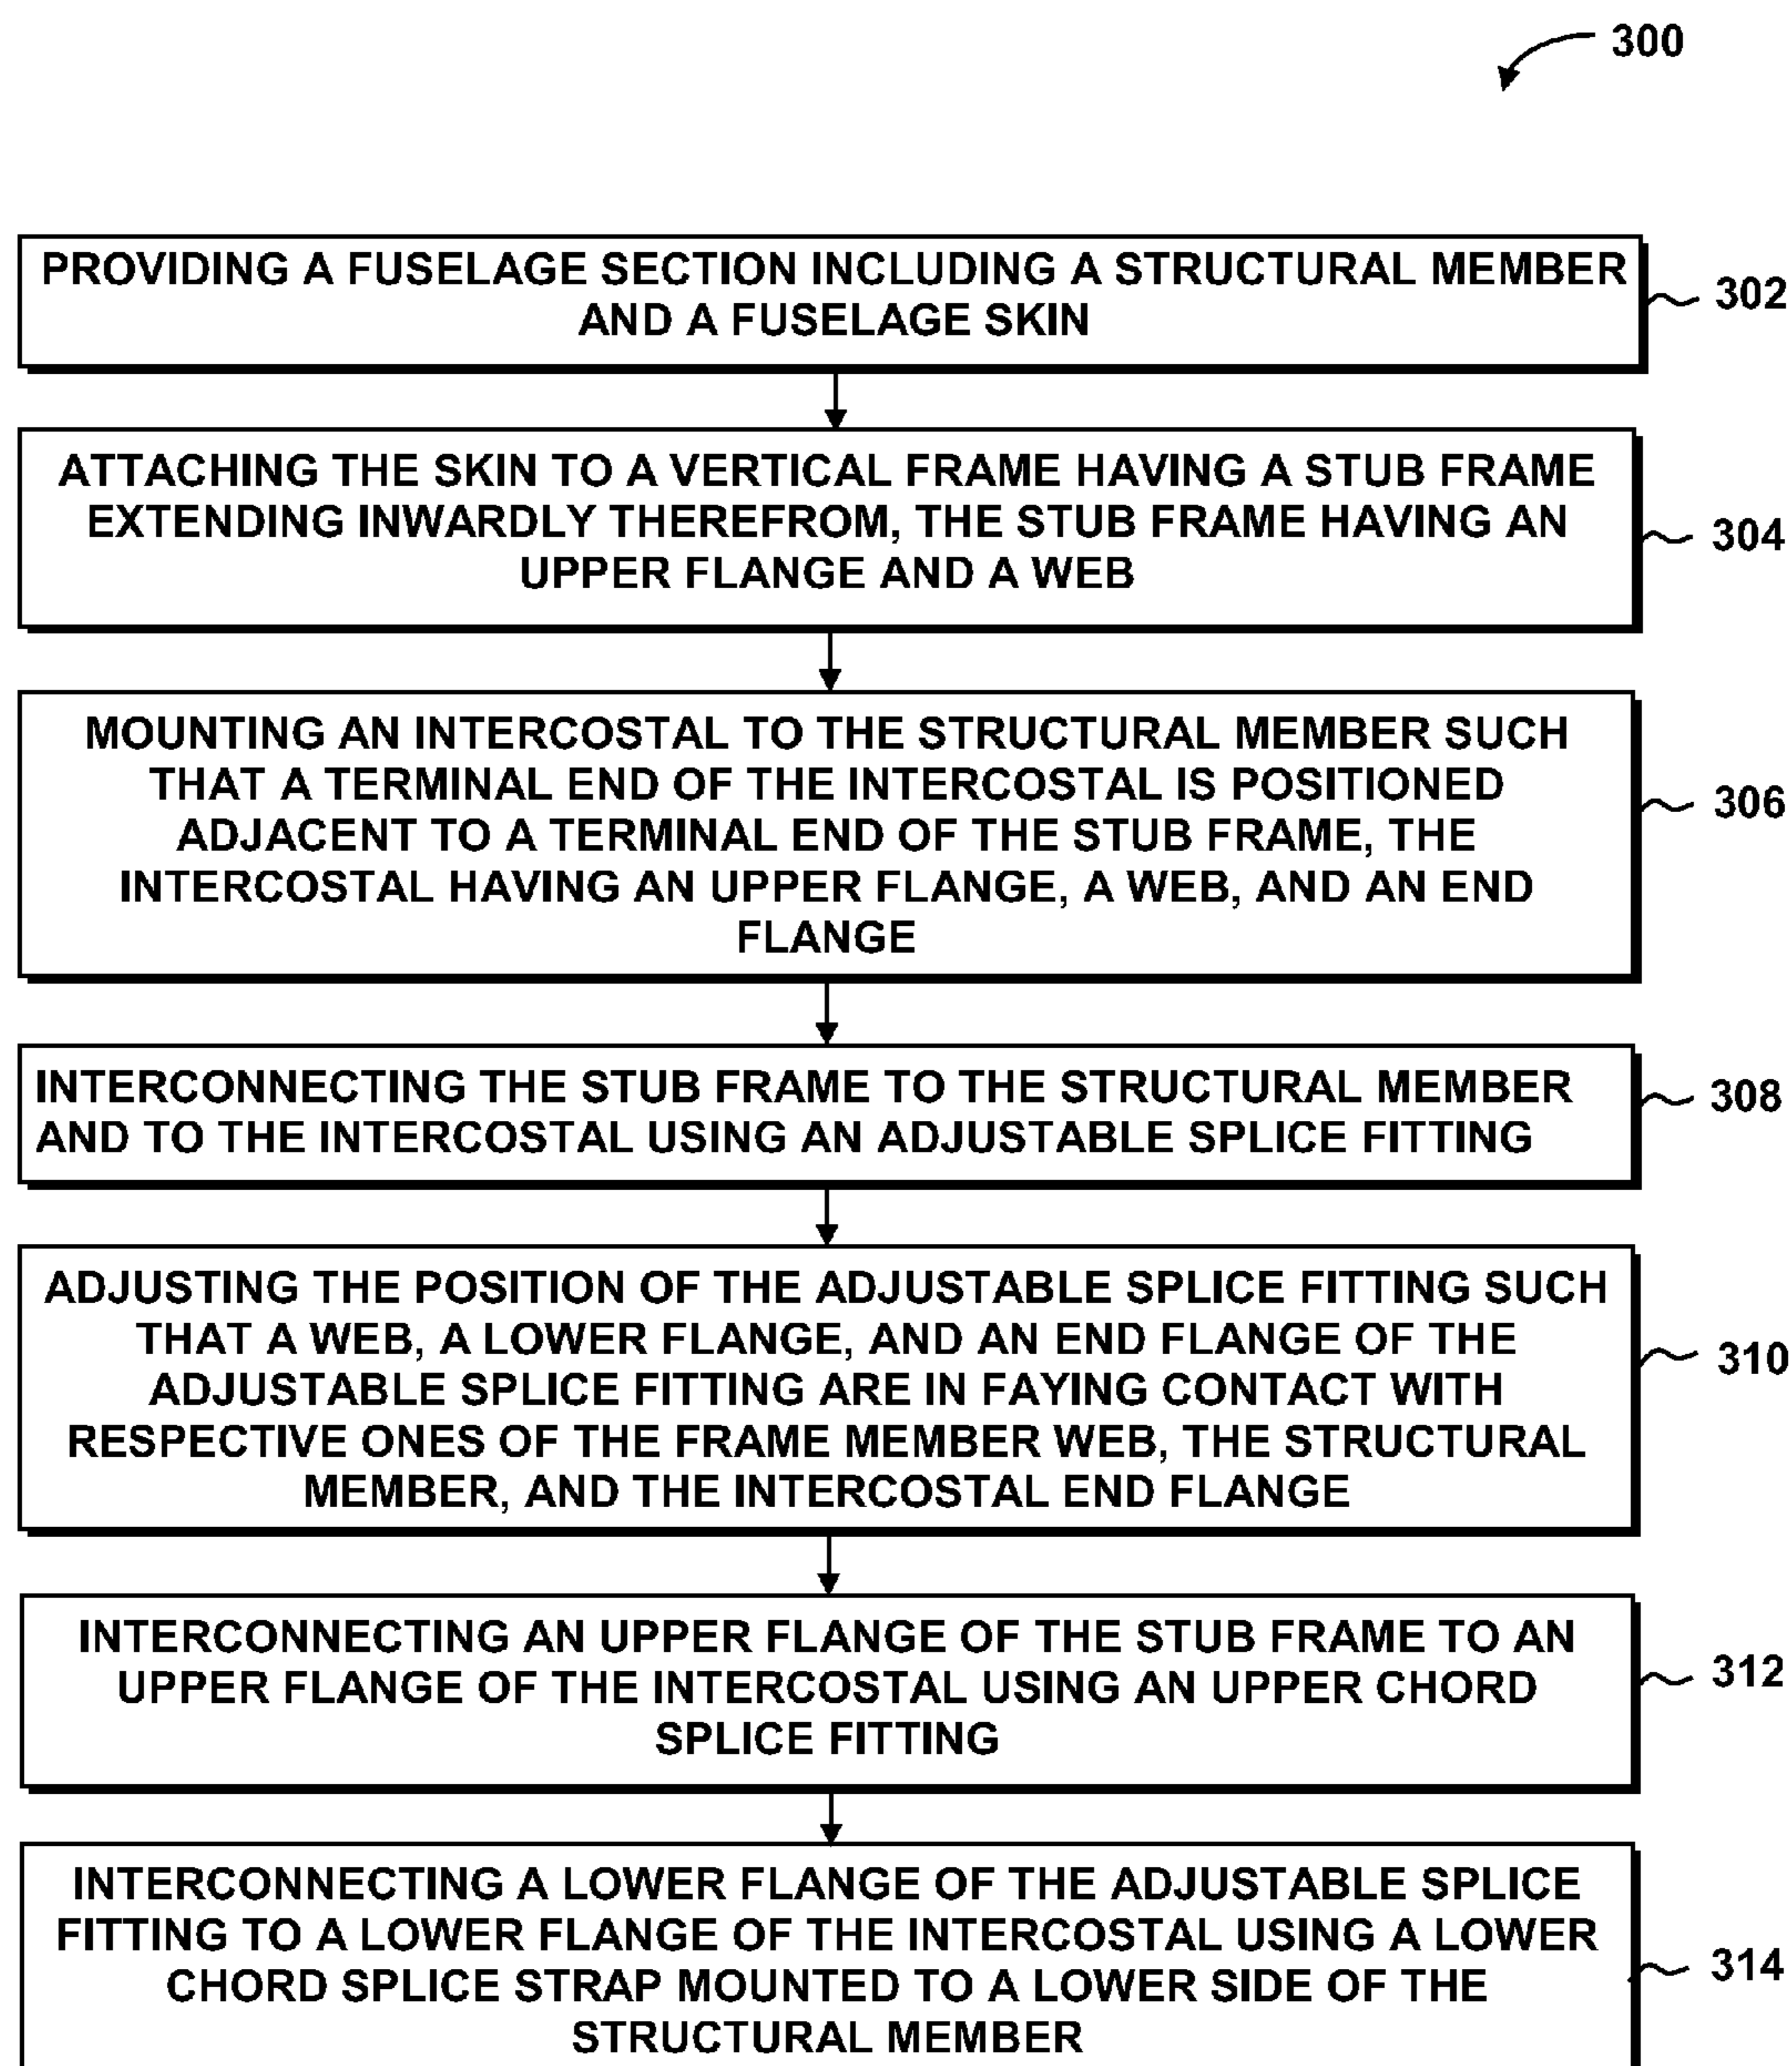 300
PROVIDING A FUSELAGE SECTION INCLUDING A STRUCTURAL MEMBER
AND A FUSELAGE SKIN
302
ATTACHING THE SKIN TO A VERTICAL FRAME HAVING A STUB FRAME
EXTENDING INWARDLY THEREFROM, THE STUB FRAME HAVING AN
UPPER FLANGE AND A WEB
304
MOUNTING AN INTERCOSTAL TO THE STRUCTURAL MEMBER SUCH
THAT A TERMINAL END OF THE INTERCOSTAL IS POSITIONED
ADJACENT TO A TERMINAL END OF THE STUB FRAME, THE
INTERCOSTAL HAVING AN UPPER FLANGE, A WEB, AND AN END
FLANGE
306
INTERCONNECTING THE STUB FRAME TO THE STRUCTURAL MEMBER
AND TO THE INTERCOSTAL USING AN ADJUSTABLE SPLICE FITTING
308
ADJUSTING THE POSITION OF THE ADJUSTABLE SPLICE FITTING SUCH
THAT A WEB, A LOWER FLANGE, AND AN END FLANGE OF THE
ADJUSTABLE SPLICE FITTING ARE IN FAYING CONTACT WITH
RESPECTIVE ONES OF THE FRAME MEMBER WEB, THE STRUCTURAL
MEMBER, AND THE INTERCOSTAL END FLANGE
310
INTERCONNECTING AN UPPER FLANGE OF THE STUB FRAME TO AN
UPPER FLANGE OF THE INTERCOSTAL USING AN UPPER CHORD
SPLICE FITTING
312
INTERCONNECTING A LOWER FLANGE OF THE ADJUSTABLE SPLICE
FITTING TO A LOWER FLANGE OF THE INTERCOSTAL USING A LOWER
CHORD SPLICE STRAP MOUNTED TO A LOWER SIDE OF THE
STRUCTURAL MEMBER
314